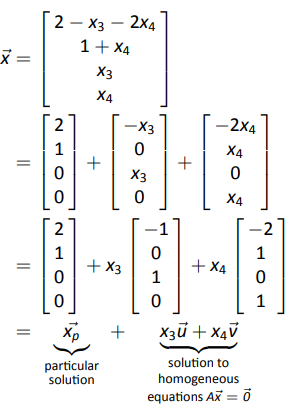 x⃗ = [ 2 − x₃ − 2x₄
1 + x₄
x₃
x₄ ]
= [ 2 1 0 0 ] + [ −x₃ 0 x₃ 0 ] + [ −2x₄ x₄ 0 x₄ ]
= [ 2 1 0 0 ] + x₃ [ −1 0 1 0 ] + x₄ [ −2 1 0 1 ]
= x⃗ₚ + x₃u⃗ + x₄v⃗
particular solution
solution to
homogeneous
equations Ax⃗ = 0⃗